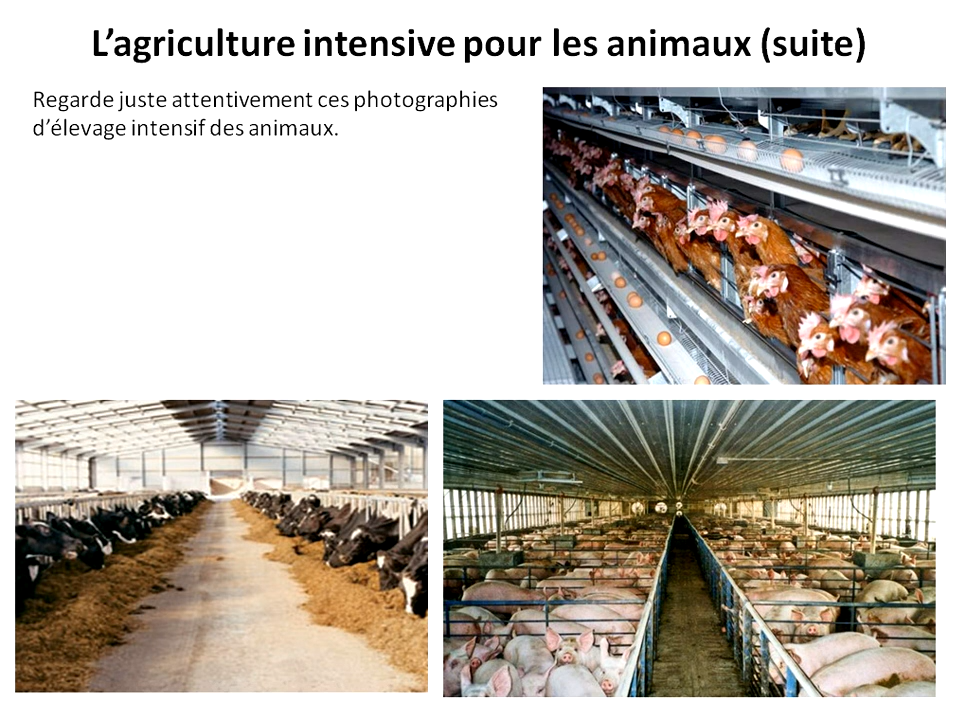 L’agriculture intensive pour les animaux (suite)
Regarde juste attentivement ces photographies
d’élevage intensif des animaux.